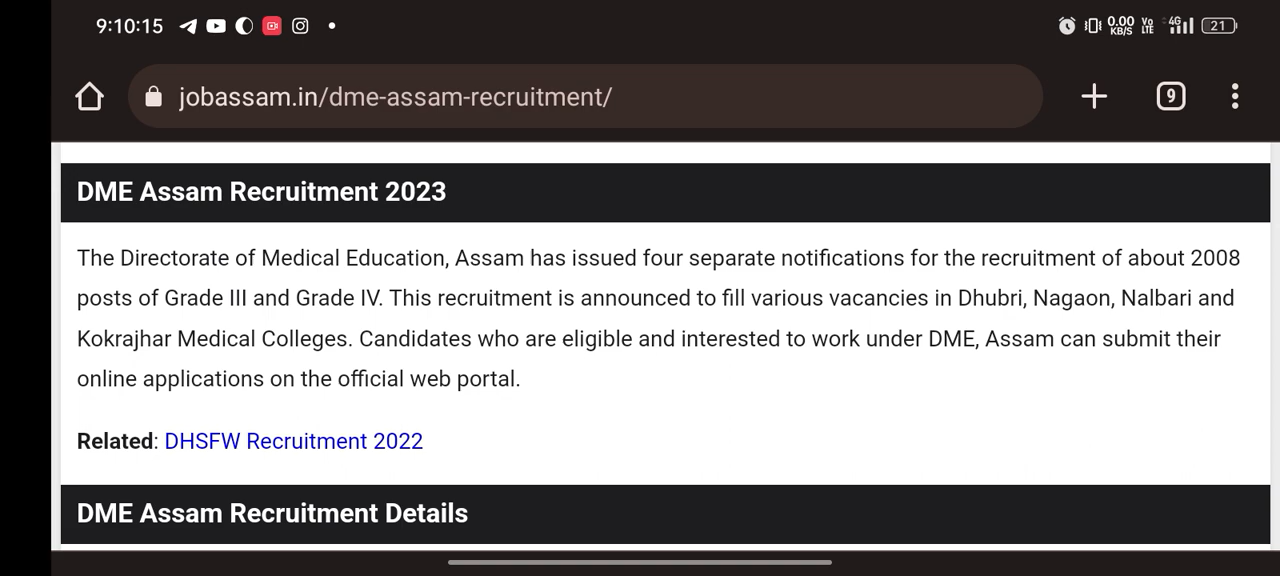 9:10:15 0.00 KB/S Vo LTE 4G 21
jobassam.in/dme-assam-recruitment/ 9
DME Assam Recruitment 2023
The Directorate of Medical Education, Assam has issued four separate notifications for the recruitment of about 2008
posts of Grade III and Grade IV. This recruitment is announced to fill various vacancies in Dhubri, Nagaon, Nalbari and
Kokrajhar Medical Colleges. Candidates who are eligible and interested to work under DME, Assam can submit their
online applications on the official web portal.
Related: DHSFW Recruitment 2022
DME Assam Recruitment Details